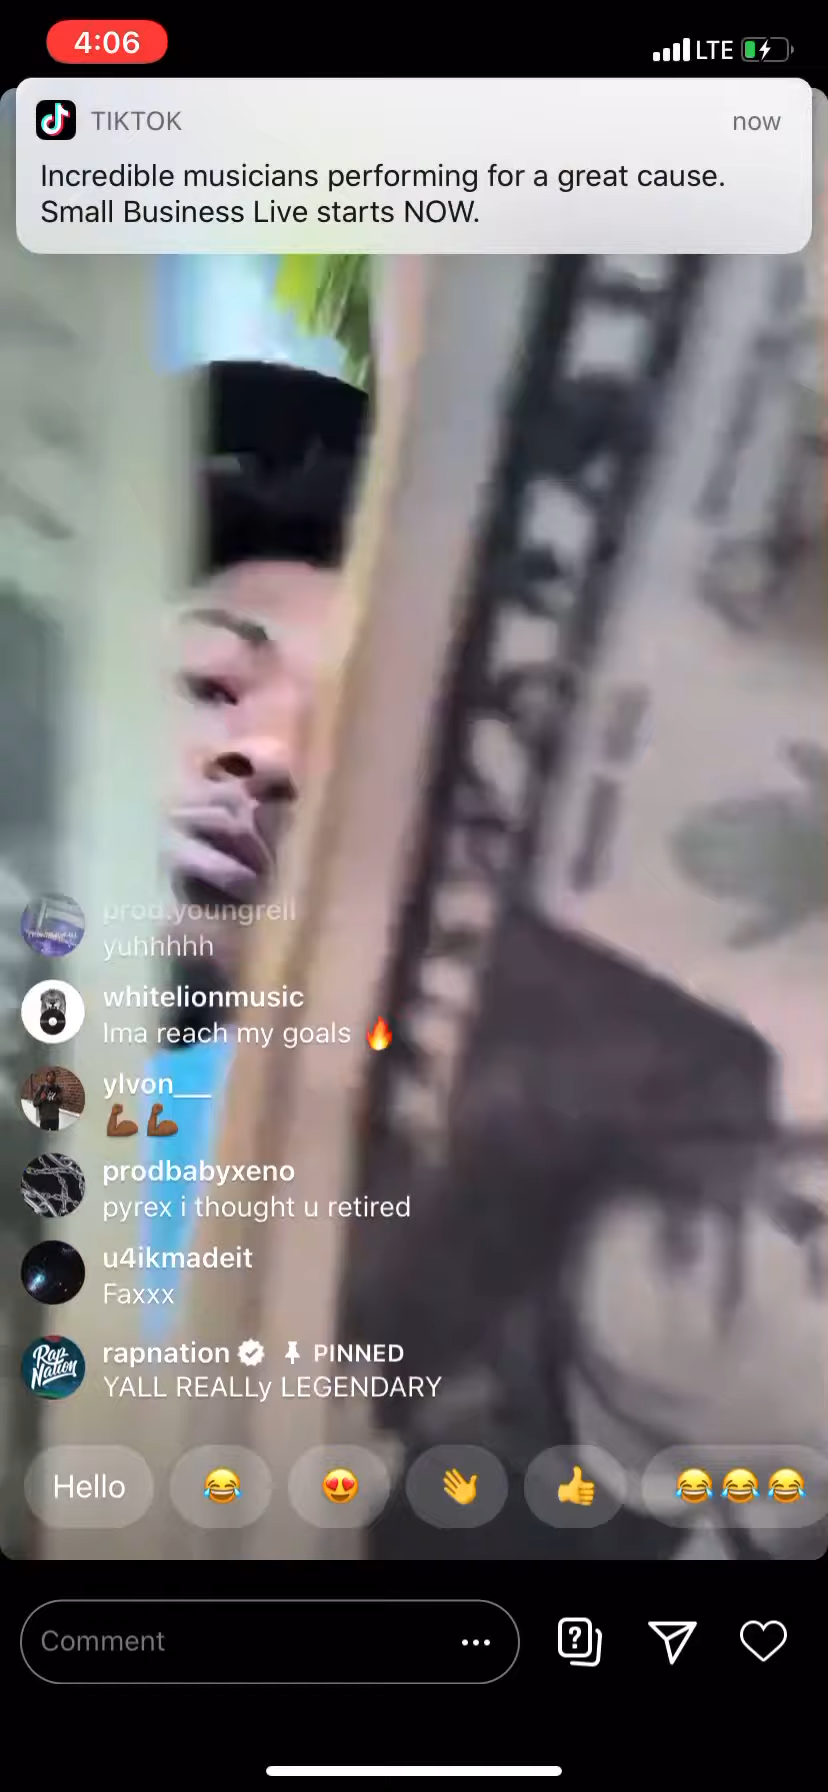 4:06
LTE
TIKTOK
now
Incredible musicians performing for a great cause.
Small Business Live starts NOW.
prod.youngrell
yuhhhhh
whitelionmusic
Ima reach my goals 🔥
ylvon__
💪🏾💪🏾
prodbabyxeno
pyrex i thought u retired
u4ikmadeit
Faxxx
Rap
Nation
rapnation PINNED
YALL REALLy LEGENDARY
Hello 😂 😍 👋 👍 😂😂😂
Comment